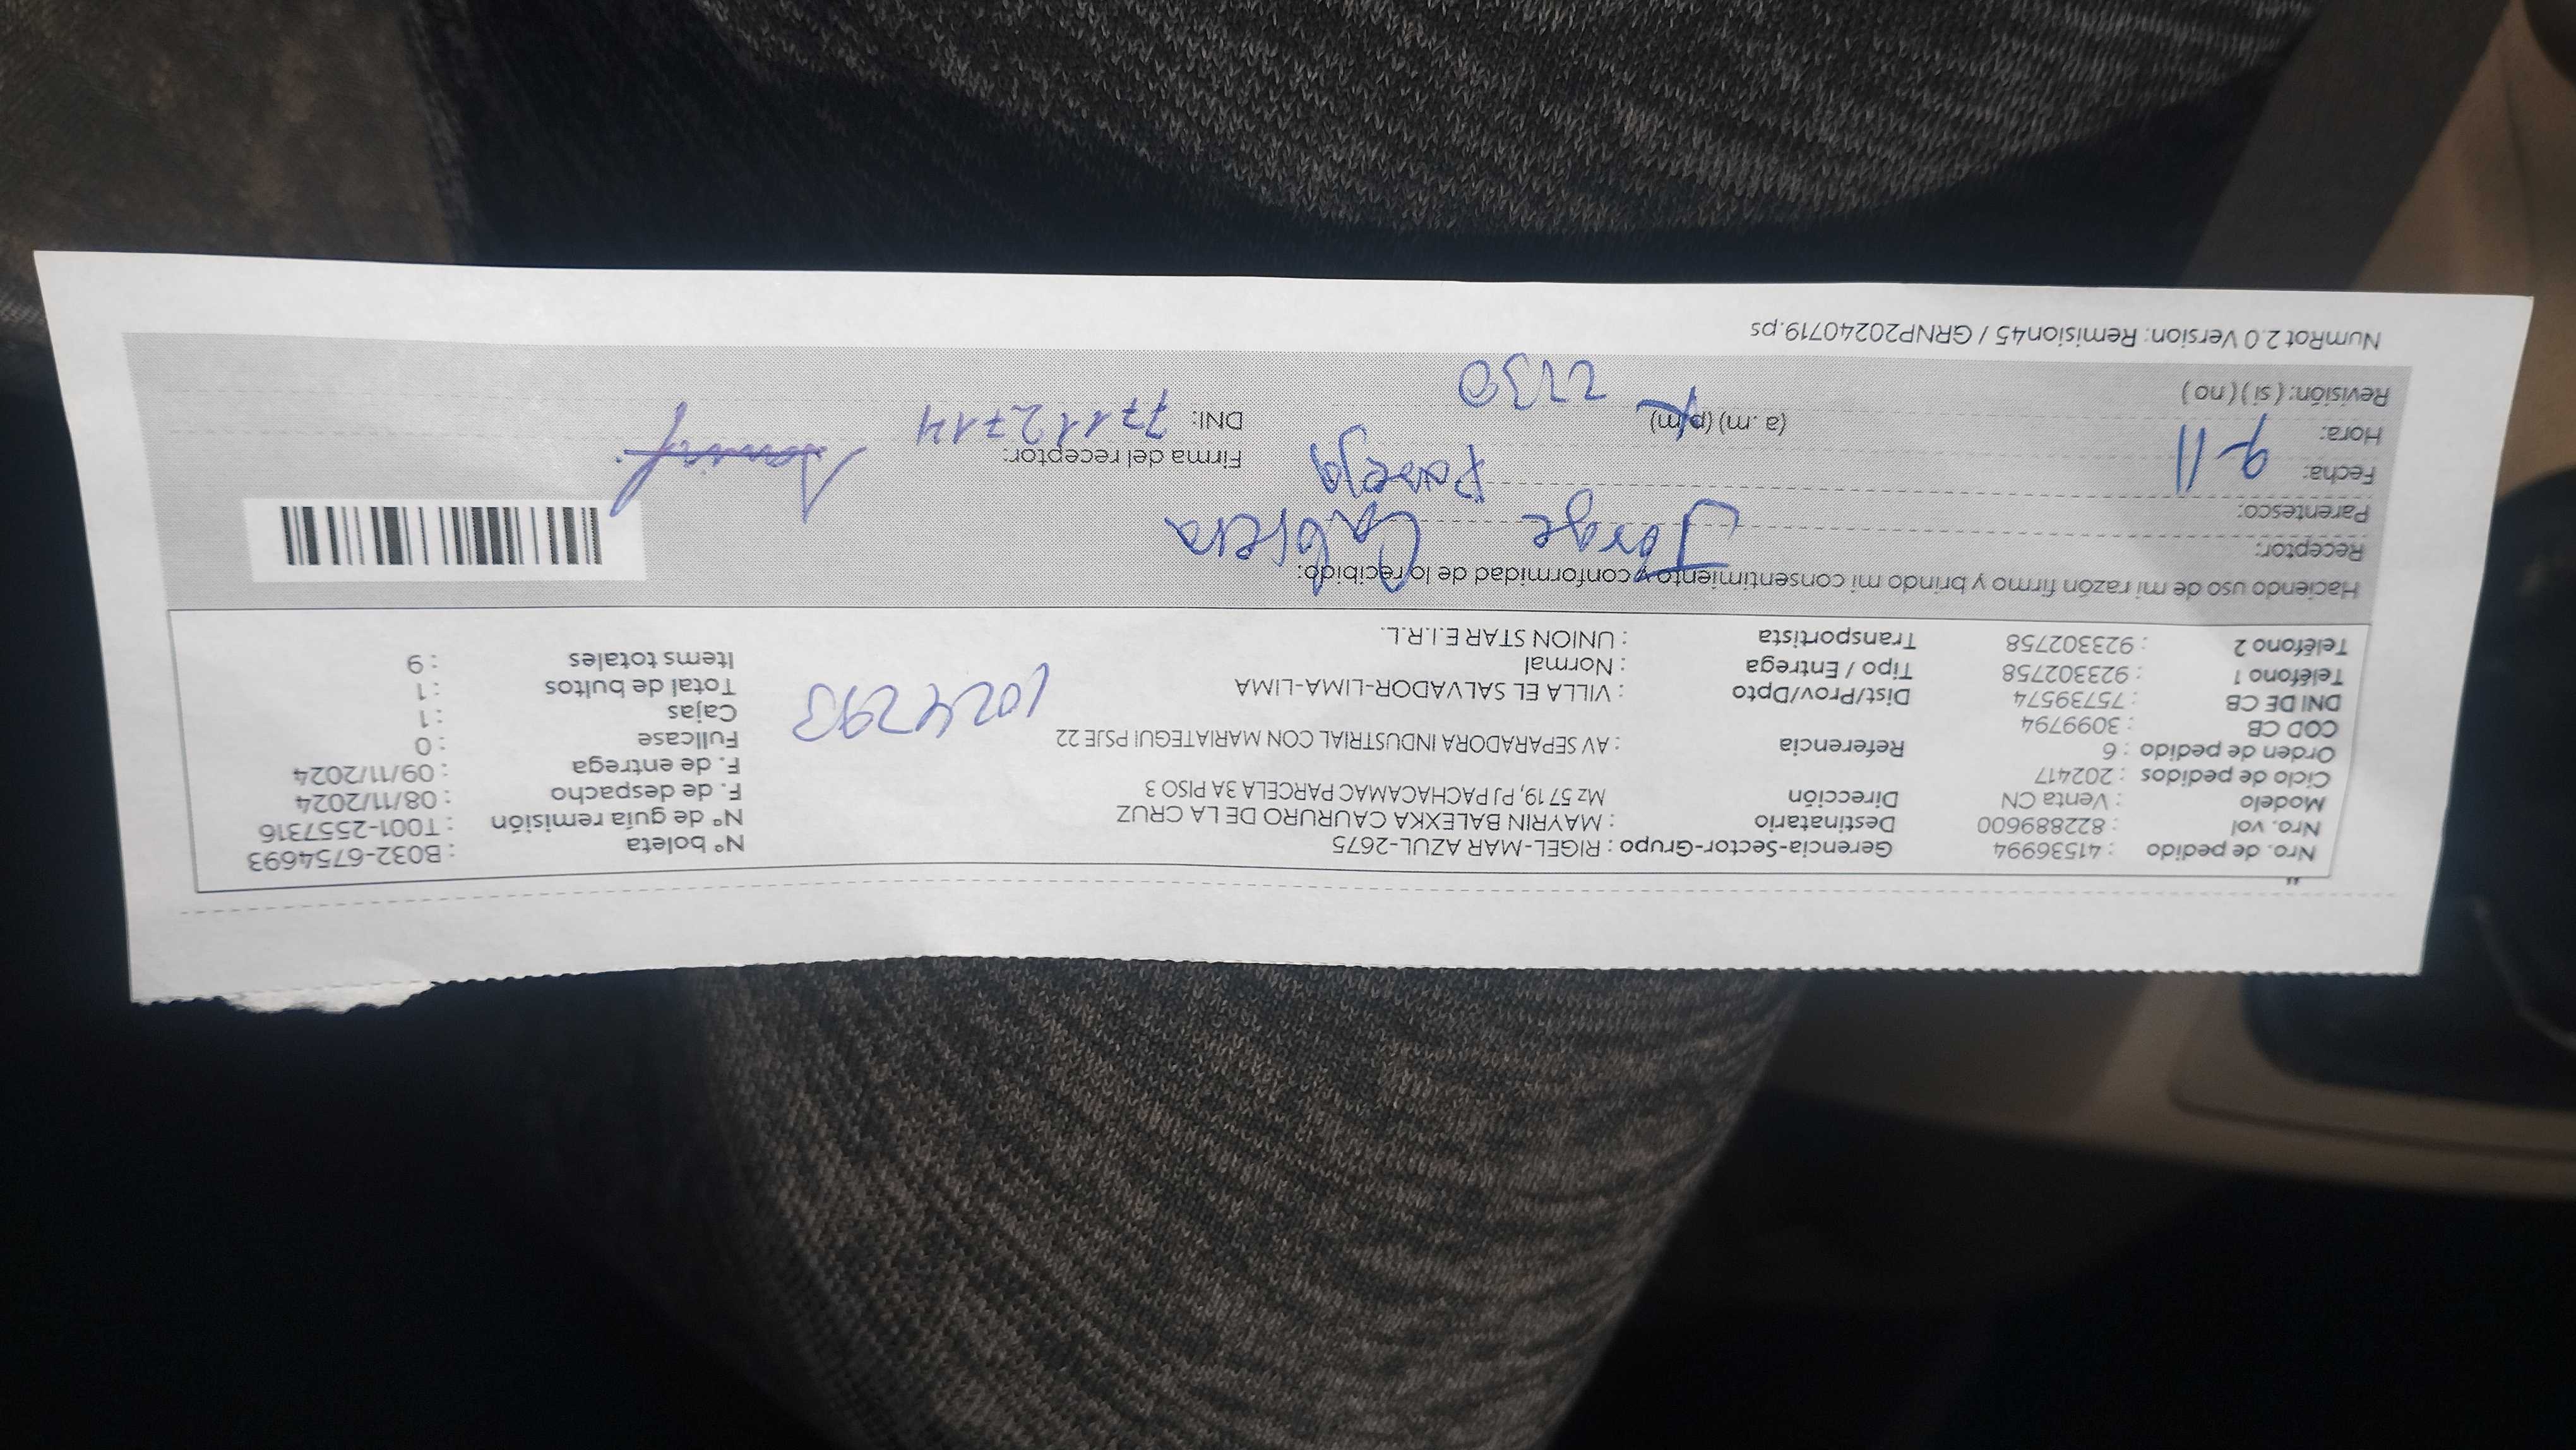 Nro. de pedido : 41536994 Gerencia-Sector-Grupo : RIGEL-MAR AZUL-2675 N° boleta : B032-6754693
Nro. vol : 822889600 Destinatario : MAYRIN BALEXKA CAURURO DE LA CRUZ N° de guía remisión : T001-2557316
Modelo : Venta CN Dirección Mz 57 19, PJ PACHACAMAC PARCELA 3A PISO 3 F. de despacho : 08/11/2024
Ciclo de pedidos : 202417 F. de entrega : 09/11/2024
Orden de pedido : 6 Referencia : AV SEPARADORA INDUSTRIAL CON MARIATEGUI PSJE 22 Fullcase : 0
COD CB : 3099794 Cajas : 1
DNI DE CB : 75739574 Dist/Prov/Dpto : VILLA EL SALVADOR-LIMA-LIMA Total de bultos : 1
Teléfono 1 : 923302758 Tipo / Entrega : Normal Items totales : 9
Teléfono 2 : 923302758 Transportista : UNION STAR E.I.R.L.
Haciendo uso de mi razón firmo y brindo mi consentimiento y conformidad de lo recibido:
Receptor: Jorge Cabrera
Parentesco: Pareja
Fecha: 9-11 Firma del receptor:
Hora: (a. m) (p. m) 2130 DNI: 77112714
Revisión: ( si ) ( no )
NumRot 2.0 Version: Remision45 / GRNP20240719.ps